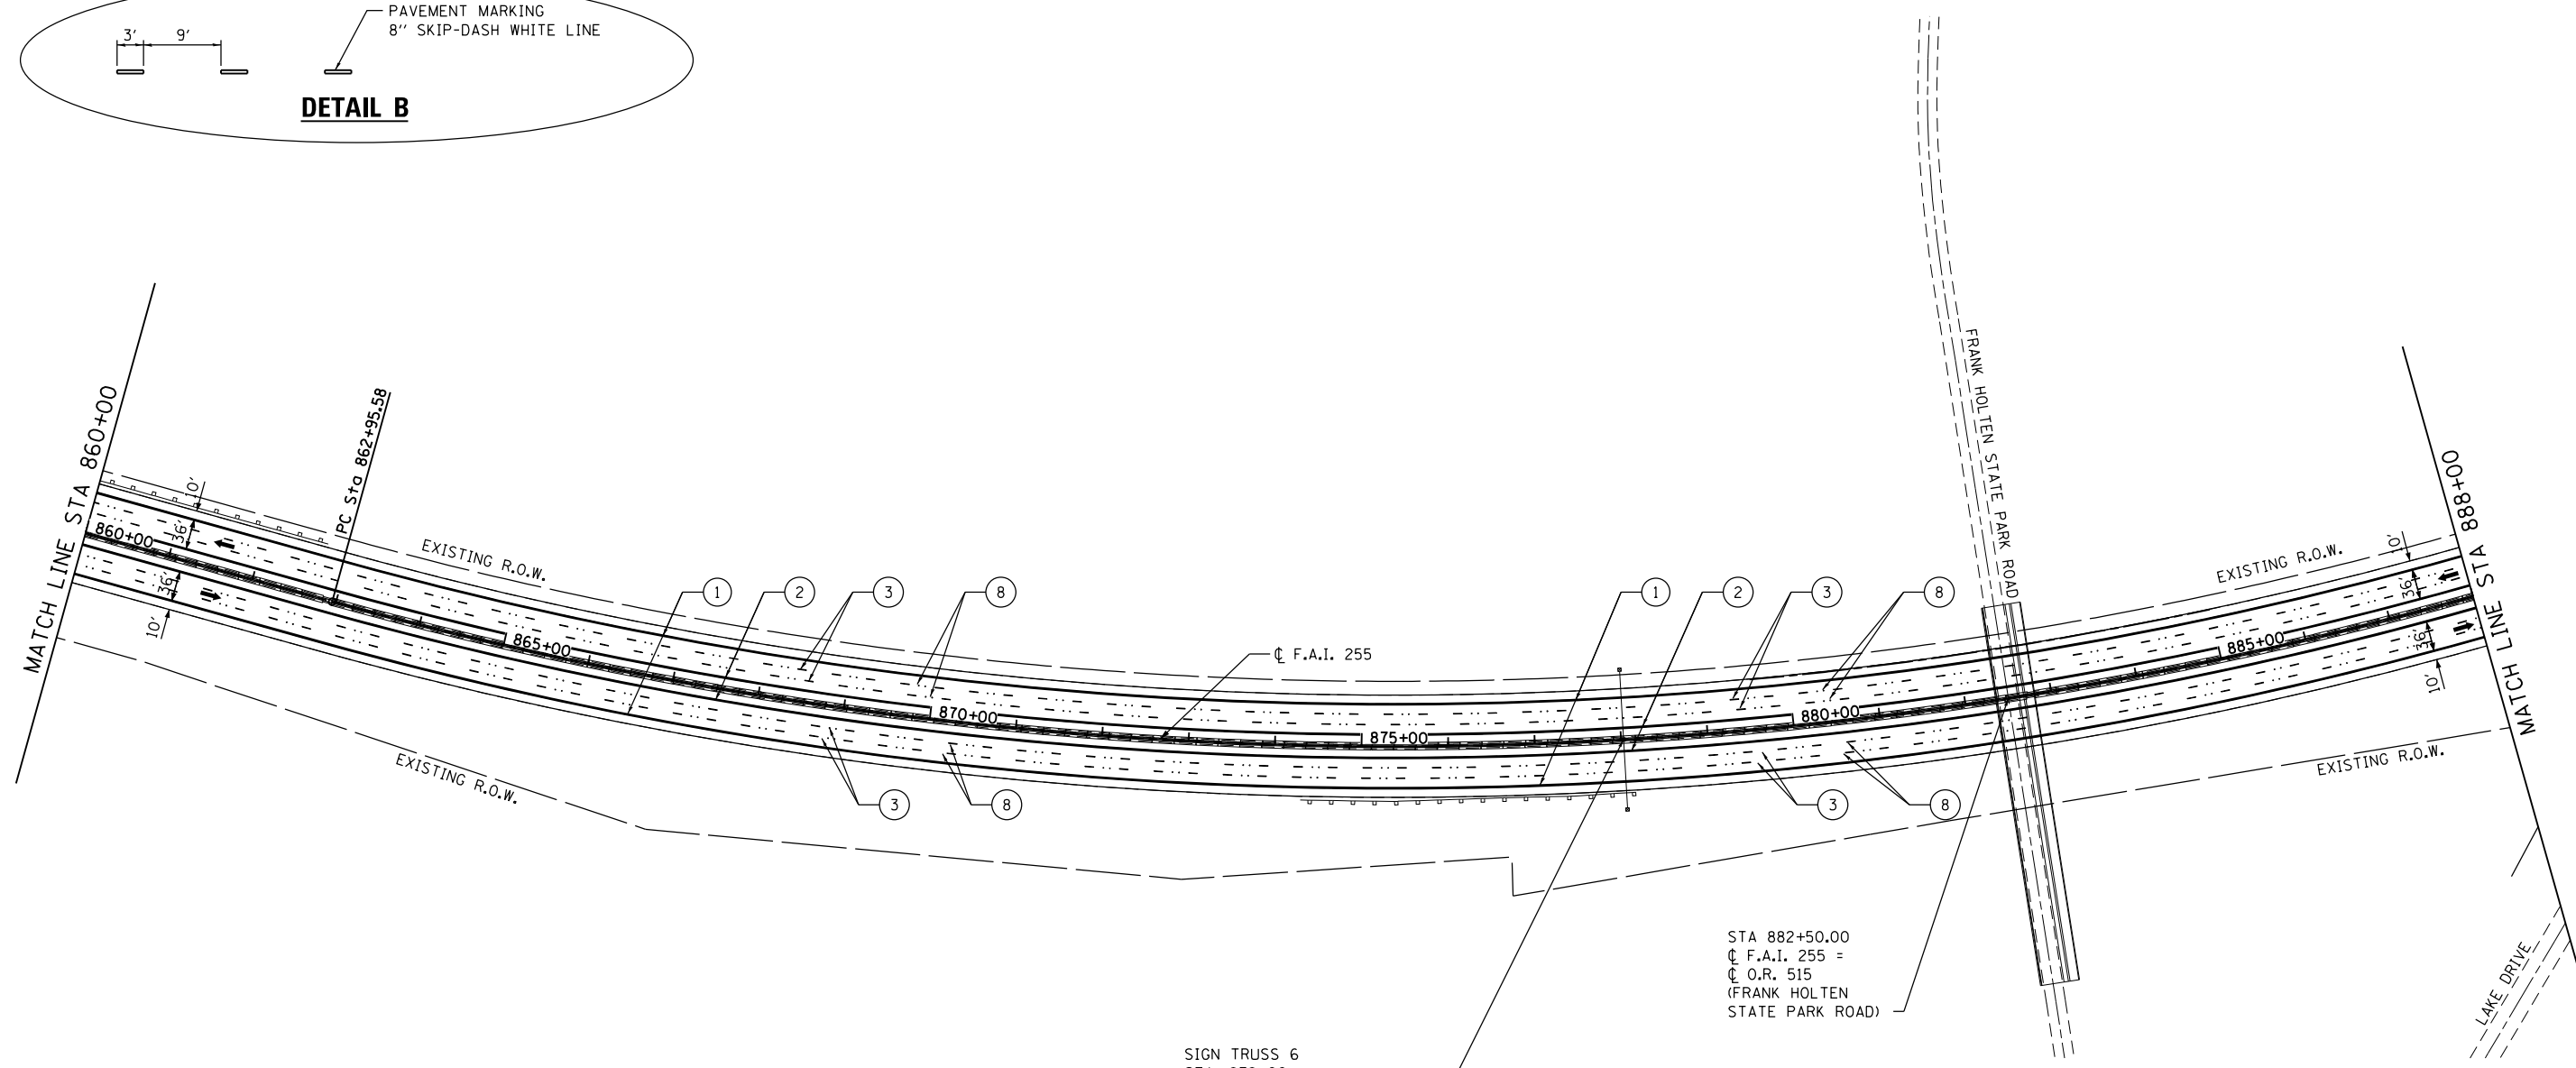 PAVEMENT MARKING
8" SKIP-DASH WHITE LINE
3'
9'
DETAIL B
MATCH LINE STA 860+00
PC Sta 862+95.58
10'
36'
860+00
36'
10'
EXISTING R.O.W.
865+00
1
2
3
8
870+00
℄ F.A.I. 255
875+00
1
2
3
8
880+00
FRANK HOLTEN STATE PARK ROAD
EXISTING R.O.W.
885+00
10'
36'
36'
10'
MATCH LINE STA 888+00
EXISTING R.O.W.
3
8
3
8
EXISTING R.O.W.
STA 882+50.00
℄ F.A.I. 255 =
℄ O.R. 515
(FRANK HOLTEN
STATE PARK ROAD)
LAKE DRIVE
SIGN TRUSS 6